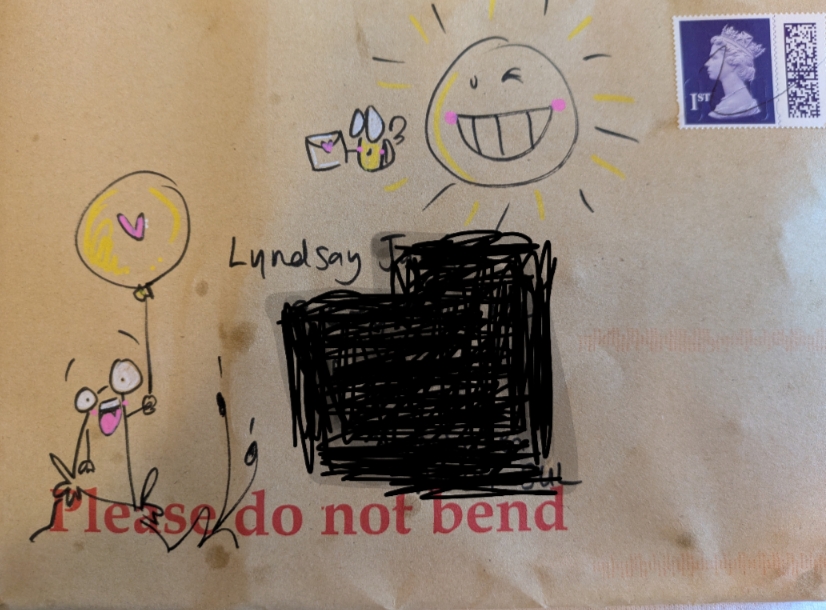 1ST
Lyndsay
Please do not bend